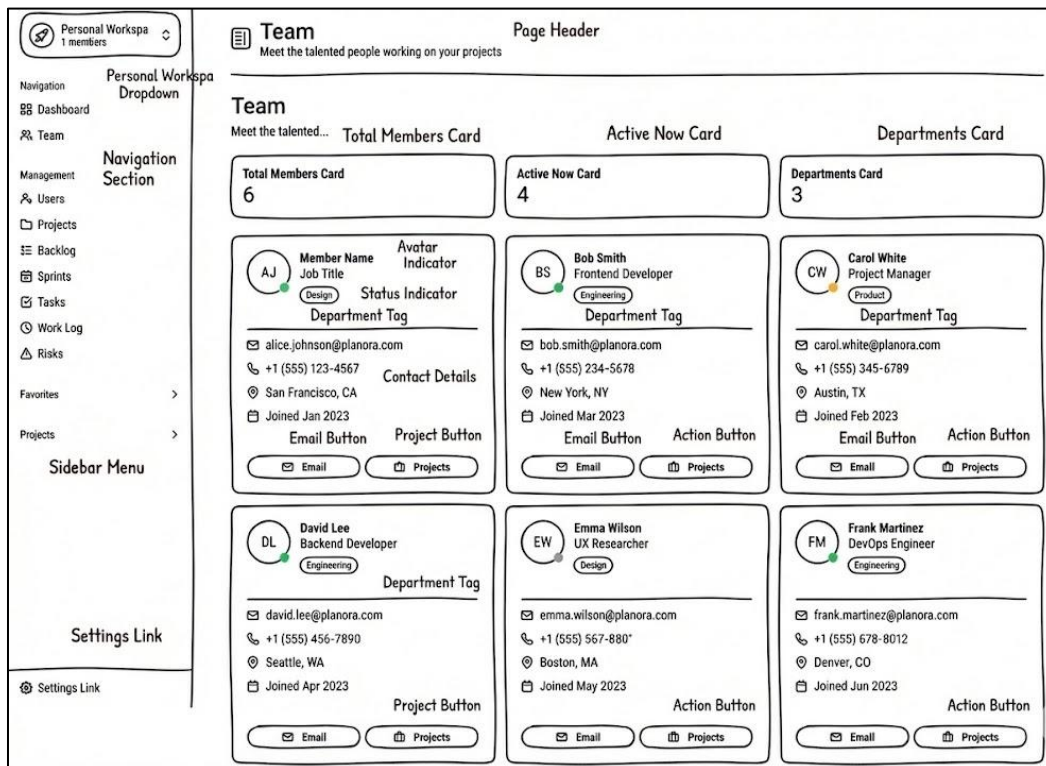 Personal Workspa
1 members
Personal Workspa
Dropdown
Navigation
Dashboard
Team
Navigation
Section
Management
Users
Projects
Backlog
Sprints
Tasks
Work Log
Risks
Favorites
Projects
Sidebar Menu
Settings Link
Settings Link
Team
Meet the talented people working on your projects
Page Header
Team
Meet the talented...
Total Members Card
Active Now Card
Departments Card
Total Members Card
6
Active Now Card
4
Departments Card
3
AJ
Member Name
Job Title
Design
Avatar
Indicator
Status Indicator
Department Tag
alice.johnson@planora.com
+1 (555) 123-4567
San Francisco, CA
Joined Jan 2023
Contact Details
Email Button
Project Button
Email
Projects
BS
Bob Smith
Frontend Developer
Engineering
Department Tag
bob.smith@planora.com
+1 (555) 234-5678
New York, NY
Joined Mar 2023
Email Button
Action Button
Email
Projects
CW
Carol White
Project Manager
Product
Department Tag
carol.white@planora.com
+1 (555) 345-6789
Austin, TX
Joined Feb 2023
Email Button
Action Button
Email
Projects
DL
David Lee
Backend Developer
Engineering
Department Tag
david.lee@planora.com
+1 (555) 456-7890
Seattle, WA
Joined Apr 2023
Project Button
Email
Projects
EW
Emma Wilson
UX Researcher
Design
emma.wilson@planora.com
+1 (555) 567-880"
Boston, MA
Joined May 2023
Action Button
Email
Projects
FM
Frank Martinez
DevOps Engineer
Engineering
frank.martinez@planora.com
+1 (555) 678-8012
Denver, CO
Joined Jun 2023
Action Button
Email
Projects